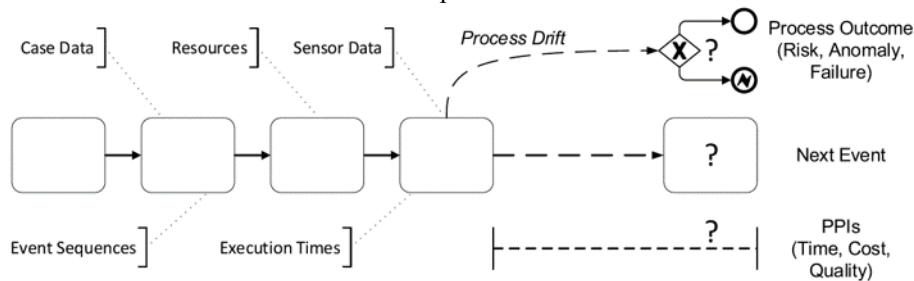 Case Data
Resources
Sensor Data
Process Drift
X
?
Process Outcome
(Risk, Anomaly,
Failure)
?
Next Event
Event Sequences
Execution Times
?
PPIs
(Time, Cost,
Quality)